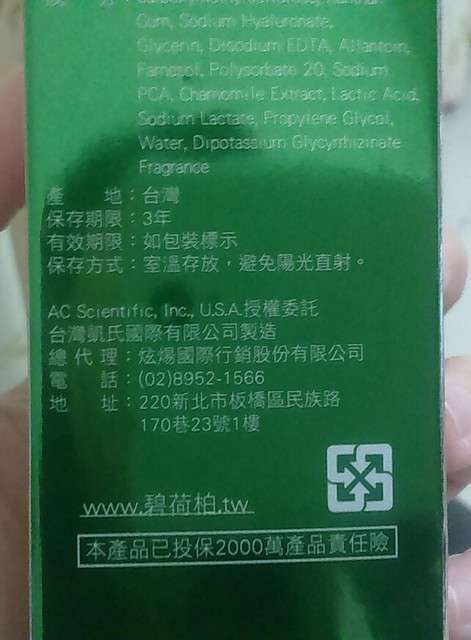 Gum, Sodium Hyaluronate,
Glycerin, Disodium EDTA, Allantoin,
Farnesol, Polysorbate 20, Sodium
PCA, Chamomile Extract, Lactic Acid,
Sodium Lactate, Propylene Glycol,
Water, Dipotassium Glycyrrhizinate
Fragrance
產 地：台灣
保存期限：3年
有效期限：如包裝標示
保存方式：室溫存放，避免陽光直射。
AC Scientific, Inc., U.S.A.授權委託
台灣凱氏國際有限公司製造
總代理：炫煬國際行銷股份有限公司
電 話：(02)8952-1566
地 址：220新北市板橋區民族路
170巷23號1樓
www.碧荷柏.tw
本產品已投保2000萬產品責任險